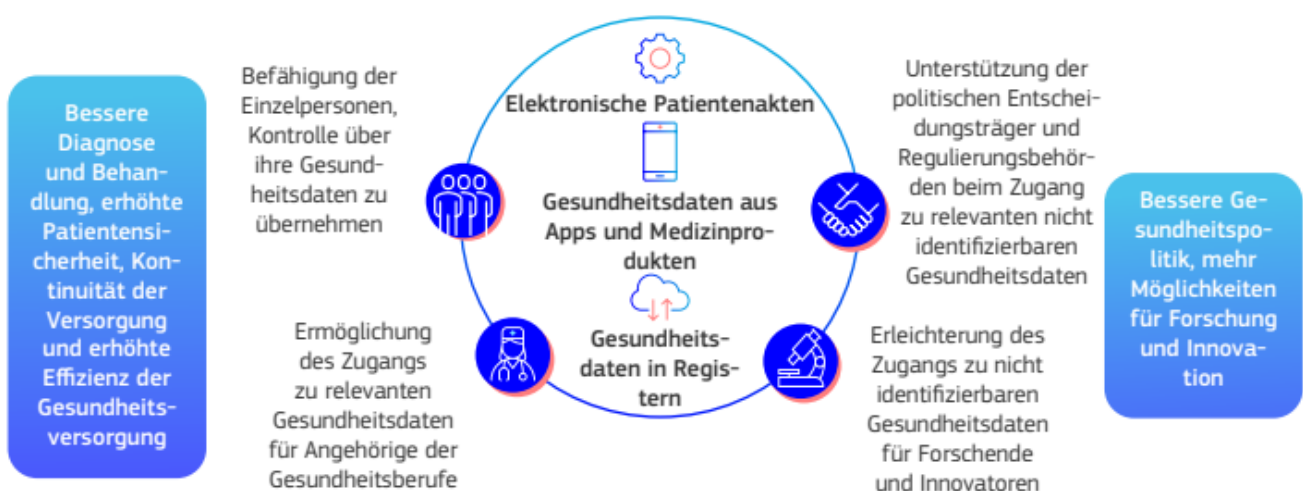 Bessere
Diagnose
und Behan-
dlung, erhöhte
Patientensi-
cherheit, Kon-
tinuität der
Versorgung
und erhöhte
Effizienz der
Gesundheits-
versorgung
Befähigung der
Einzelpersonen,
Kontrolle über
ihre Gesund-
heitsdaten zu
übernehmen
Ermöglichung
des Zugangs
zu relevanten
Gesundheitsdaten
für Angehörige der
Gesundheitsberufe
Elektronische Patientenakten
Gesundheitsdaten aus
Apps und Medizinpro-
dukten
Gesundheits-
daten in Regis-
tern
Unterstützung der
politischen Entschei-
dungsträger und
Regulierungsbehör-
den beim Zugang
zu relevanten nicht
identifizierbaren
Gesundheitsdaten
Erleichterung des
Zugangs zu nicht
identifizierbaren
Gesundheitsdaten
für Forschende
und Innovatoren
Bessere Ge-
sundheitspo-
litik, mehr
Möglichkeiten
für Forschung
und Innova-
tion